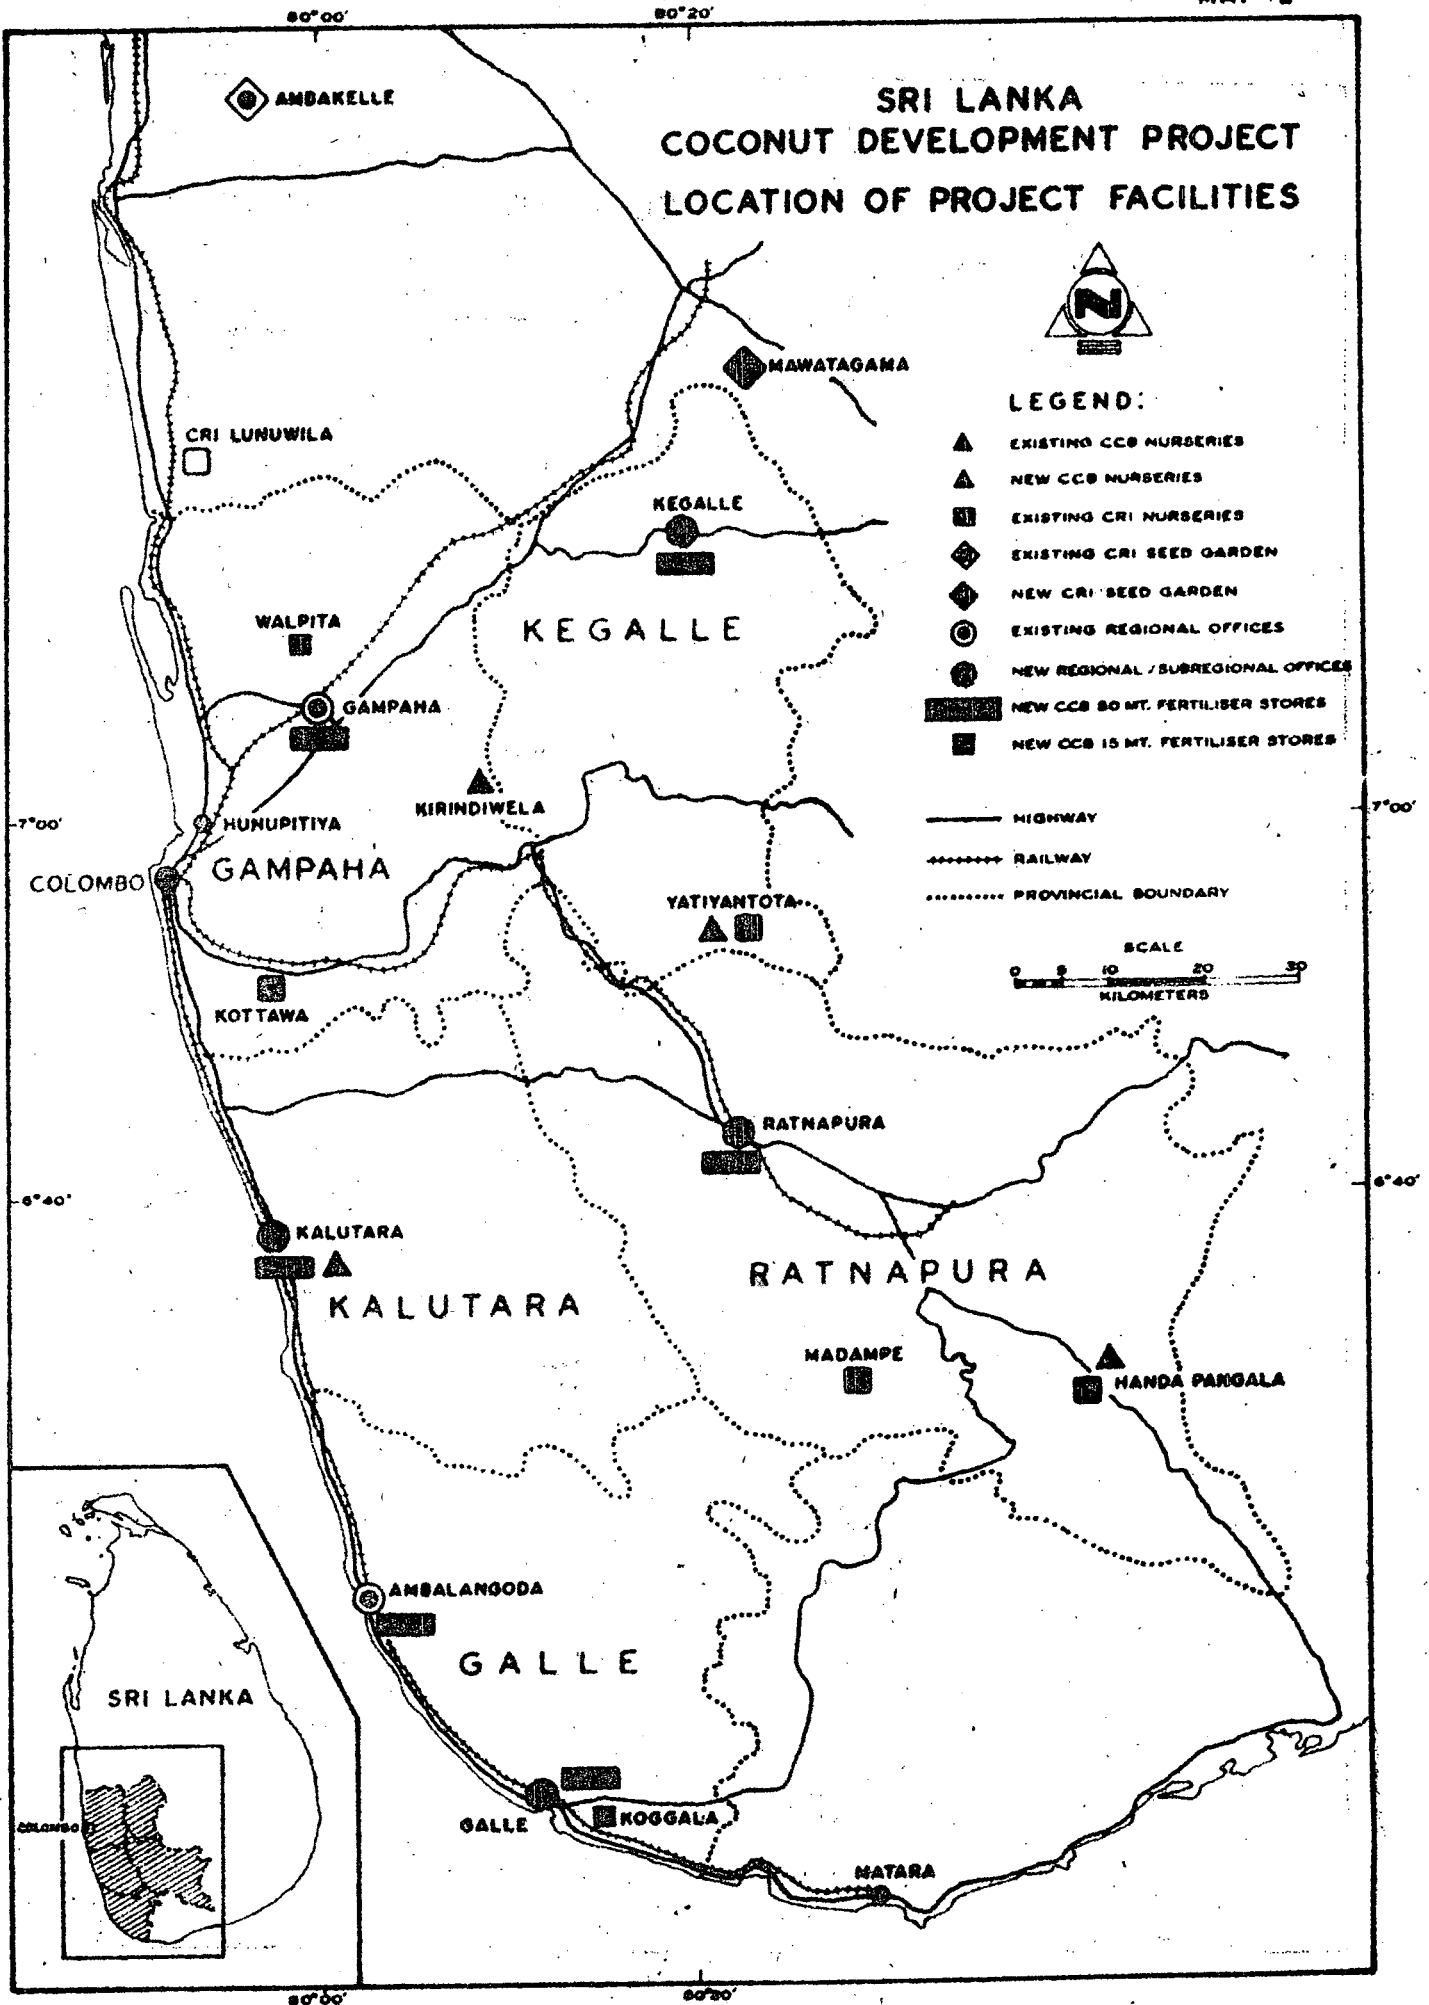 80°00'
80°20'
AMBAKELLE
SRI LANKA
COCONUT DEVELOPMENT PROJECT
LOCATION OF PROJECT FACILITIES
N
MAWATAGAMA
LEGEND:
EXISTING CCB NURSERIES
NEW CCB NURSERIES
EXISTING CRI NURSERIES
EXISTING CRI SEED GARDEN
NEW CRI SEED GARDEN
EXISTING REGIONAL OFFICES
NEW REGIONAL / SUBREGIONAL OFFICES
NEW CCB 80 MT. FERTILISER STORES
NEW CCB 15 MT. FERTILISER STORES
HIGHWAY
RAILWAY
PROVINCIAL BOUNDARY
SCALE
0 5 10 20 30
KILOMETERS
CRI LUNUWILA
KEGALLE
WALPITA
KEGALLE
GAMPAHA
KIRINDIWELA
7°00'
HUNUPITIYA
7°00'
COLOMBO
GAMPAHA
YATIYANTOTA
KOTTAWA
RATNAPURA
6°40'
6°40'
KALUTARA
RATNAPURA
KALUTARA
MADAMPE
HANDA PANGALA
AMBALANGODA
GALLE
SRI LANKA
COLOMBO
GALLE
KOGGALA
MATARA
80°00'
80°20'